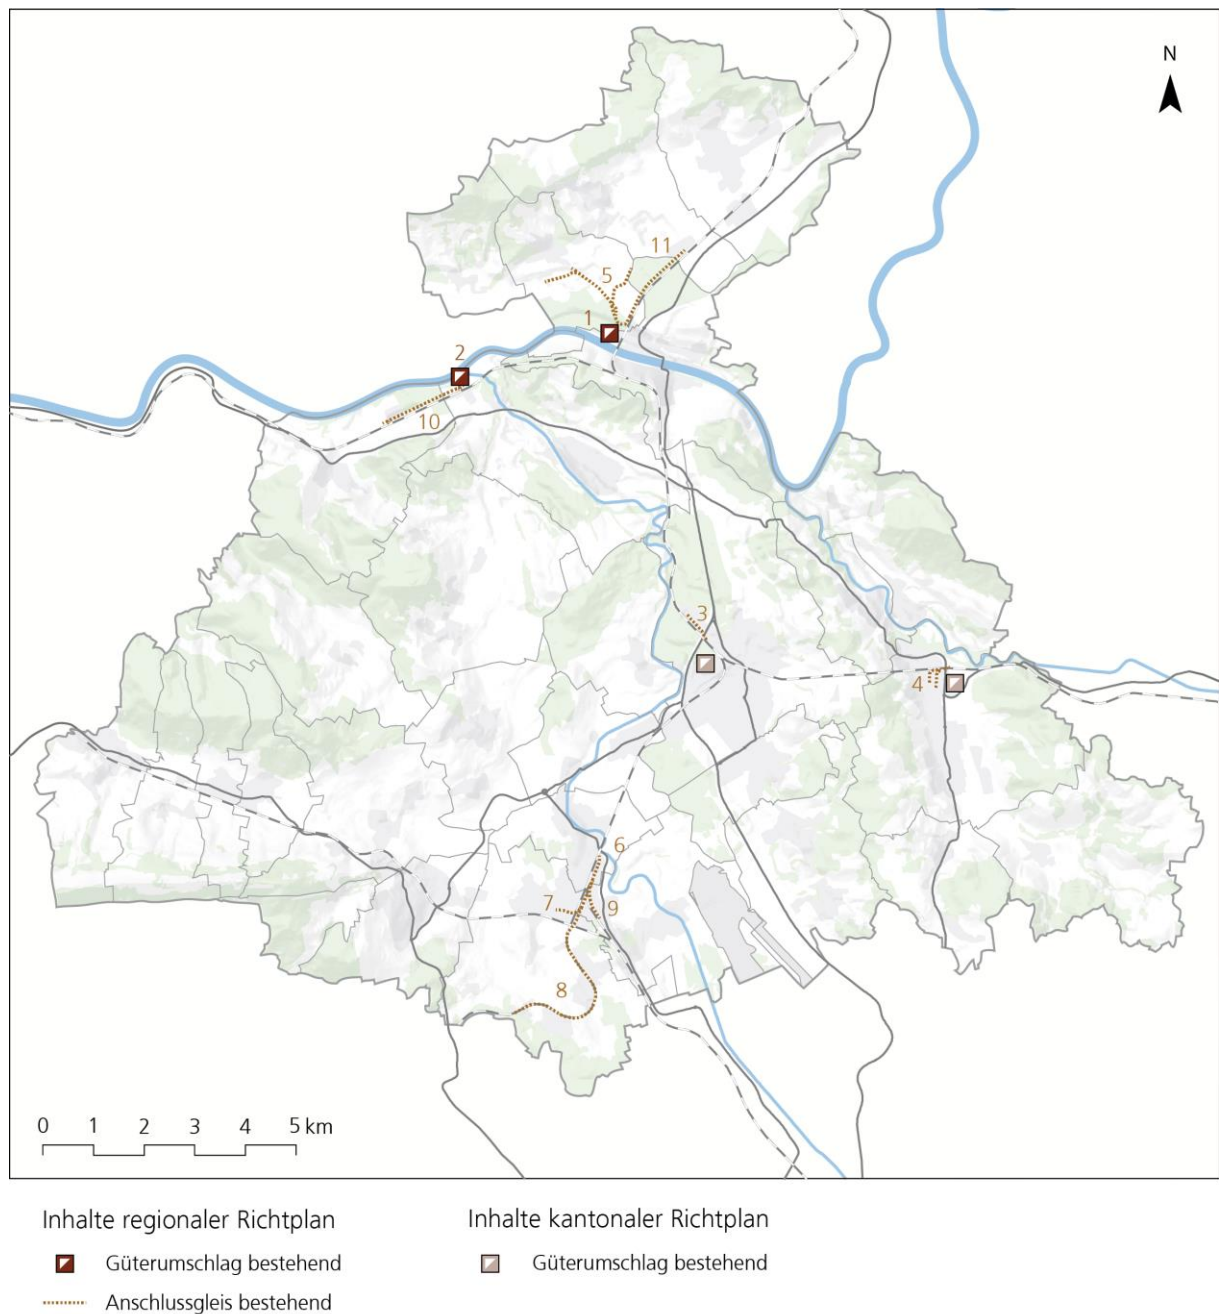 N
11
5
1
2
10
3
4
6
7
9
8
0 1 2 3 4 5 km
Inhalte regionaler Richtplan
Güterumschlag bestehend
Anschlussgleis bestehend
Inhalte kantonaler Richtplan
Güterumschlag bestehend